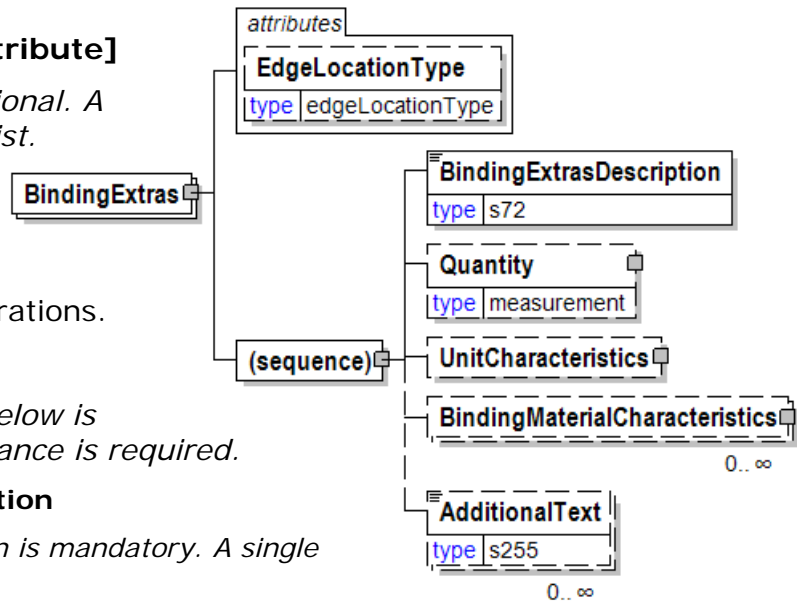 tribute]
ional. A
ist.
rations.
elow is
ance is required.
tion
n is mandatory. A single
BindingExtras
attributes
EdgeLocationType
type edgeLocationType
(sequence)
BindingExtrasDescription
type s72
Quantity
type measurement
UnitCharacteristics
BindingMaterialCharacteristics
0.. ∞
AdditionalText
type s255
0.. ∞